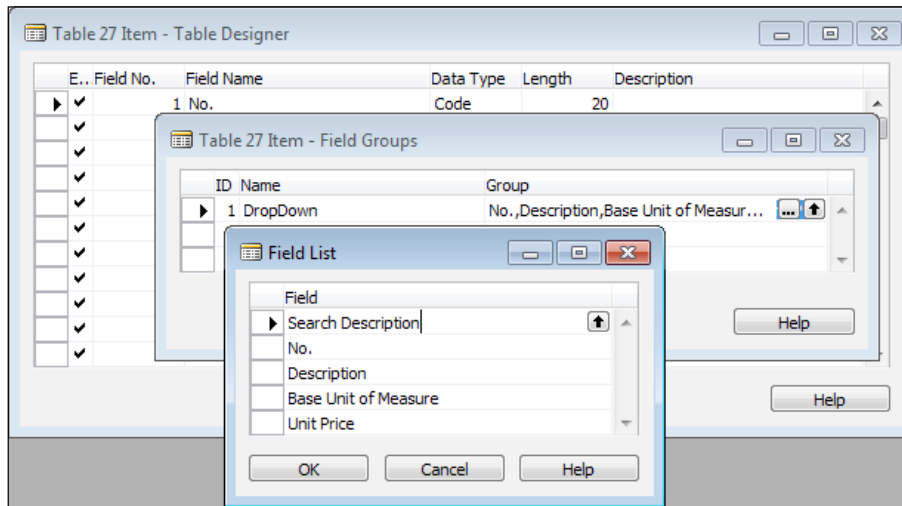 Table 27 Item - Table Designer
E.. Field No. Field Name Data Type Length Description
1 No. Code 20
Table 27 Item - Field Groups
ID Name Group
1 DropDown No.,Description,Base Unit of Measur... ...
Field List
Field
Search Description
No.
Description
Base Unit of Measure
Unit Price
Help
Help
OK Cancel Help